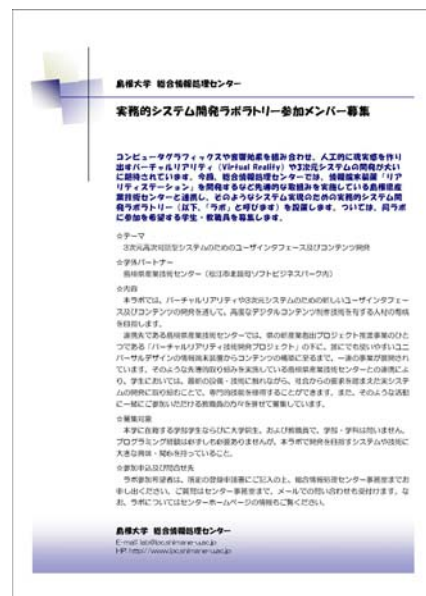 島根大学 総合情報処理センター
実務的システム開発ラボラトリー参加メンバー募集
コンピュータグラフィックスや音響効果を組み合わせ、人工的に現実感を作り
出すバーチャルリアリティ（Virtual Reality）や3次元システムの開発が大い
に期待されています。今般、総合情報処理センターでは、情報端末装置「リア
リティステーション」を開発するなど先導的な取組みを実施している島根県産
業技術センターと連携し、そのようなシステム実現のための実務的システム開
発ラボラトリー（以下、「ラボ」と呼びます）を設置します。ついては、同ラボ
に参加を希望する学生・教職員を募集します。
☆テーマ
3次元高次対話型システムのためのユーザインタフェース及びコンテンツ開発
☆学外パートナー
島根県産業技術センター（松江市北陵町ソフトビジネスパーク内）
☆内容
本ラボでは、バーチャルリアリティや3次元システムのための新しいユーザインタフェー
ス及びコンテンツの開発を通して、高度なデジタルコンテンツ制作技術を有する人材の育成
を目指します。
連携先である島根県産業技術センターでは、県の新産業創出プロジェクト推進事業のひと
つである「バーチャルリアリティ技術開発プロジェクト」の下に、誰にでも使いやすいユニ
バーサルデザインの情報端末装置からコンテンツの構築に至るまで、一連の事業が展開され
ています。そのような先導的取り組みを実施している島根県産業技術センターとの連携によ
り、学生においては、最新の設備・技術に触れながら、社会からの要求を踏まえた実システ
ムの開発に取り組むことで、専門的技能を修得することができます。また、そのような活動
に一緒にご参加いただける教職員の方々を併せて募集しています。
☆募集対象
本学に在籍する学部学生ならびに大学院生、および教職員で、学部・学科は問いません。
プログラミング経験は必ずしも必要ありませんが、本ラボで開発を目指すシステムや技術に
大きな興味・関心を持っていること。
☆参加申込及び問合せ先
ラボ参加希望者は、所定の登録申請書にご記入の上、総合情報処理センター事務室までお
申し出ください。ご質問はセンター事務室まで、メールでの問い合わせも受付けます。な
お、ラボについてはセンターホームページの情報もご覧ください。
島根大学 総合情報処理センター
E-mail: lab@ipc.shimane-u.ac.jp
HP: http://www.ipc.shimane-u.ac.jp